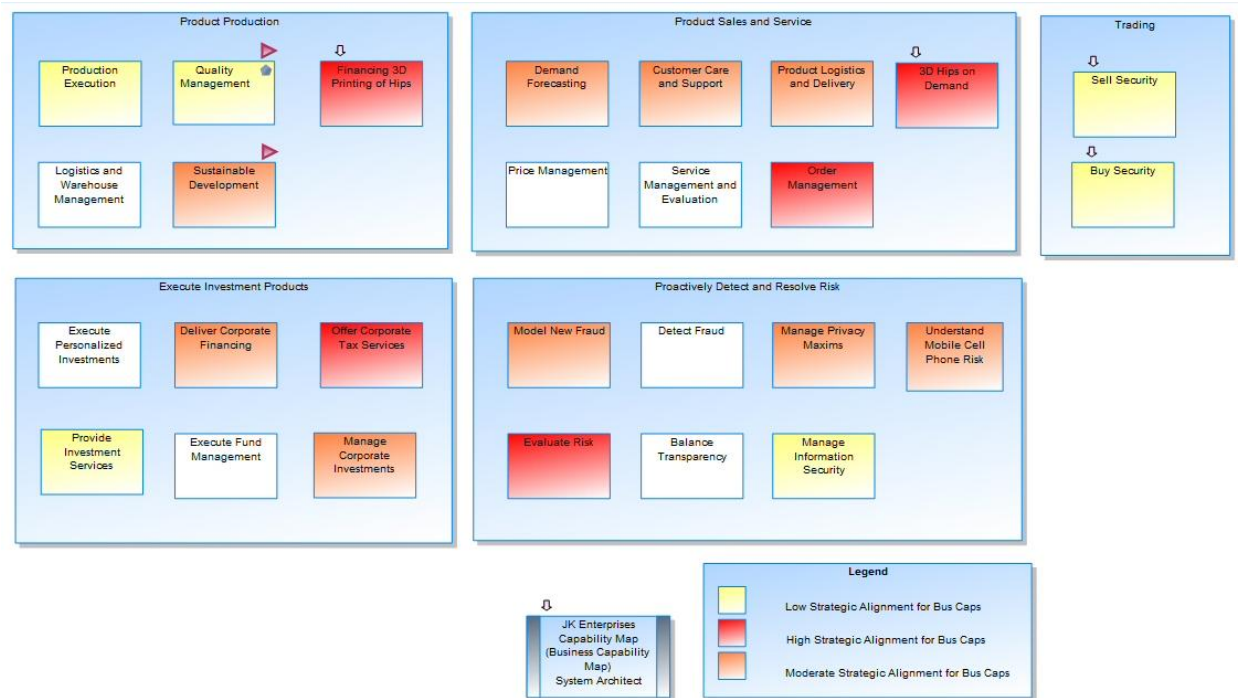 Product Production
Production
Execution
Quality
Management
Financing 3D
Printing of Hips
Logistics and
Warehouse
Management
Sustainable
Development
Product Sales and Service
Demand
Forecasting
Customer Care
and Support
Product Logistics
and Delivery
3D Hips on
Demand
Price Management
Service
Management and
Evaluation
Order
Management
Trading
Sell Security
Buy Security
Execute Investment Products
Execute
Personalized
Investments
Deliver Corporate
Financing
Offer Corporate
Tax Services
Provide
Investment
Services
Execute Fund
Management
Manage
Corporate
Investments
Proactively Detect and Resolve Risk
Model New Fraud
Detect Fraud
Manage Privacy
Maxims
Understand
Mobile Cell
Phone Risk
Evaluate Risk
Balance
Transparency
Manage
Information
Security
JK Enterprises
Capability Map
(Business Capability
Map)
System Architect
Legend
Low Strategic Alignment for Bus Caps
High Strategic Alignment for Bus Caps
Moderate Strategic Alignment for Bus Caps